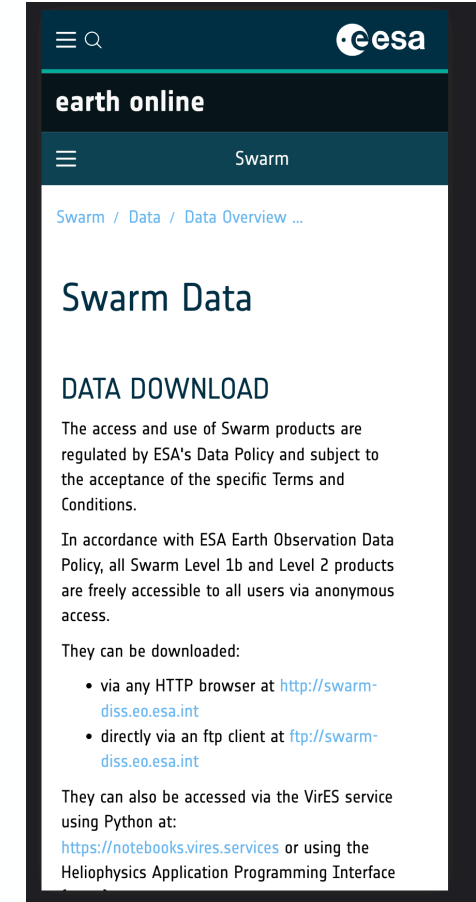 esa
earth online
Swarm
Swarm / Data / Data Overview ...
Swarm Data
DATA DOWNLOAD
The access and use of Swarm products are
regulated by ESA's Data Policy and subject to
the acceptance of the specific Terms and
Conditions.
In accordance with ESA Earth Observation Data
Policy, all Swarm Level 1b and Level 2 products
are freely accessible to all users via anonymous
access.
They can be downloaded:
• via any HTTP browser at http://swarm-
diss.eo.esa.int
• directly via an ftp client at ftp://swarm-
diss.eo.esa.int
They can also be accessed via the VirES service
using Python at:
https://notebooks.vires.services or using the
Heliophysics Application Programming Interface